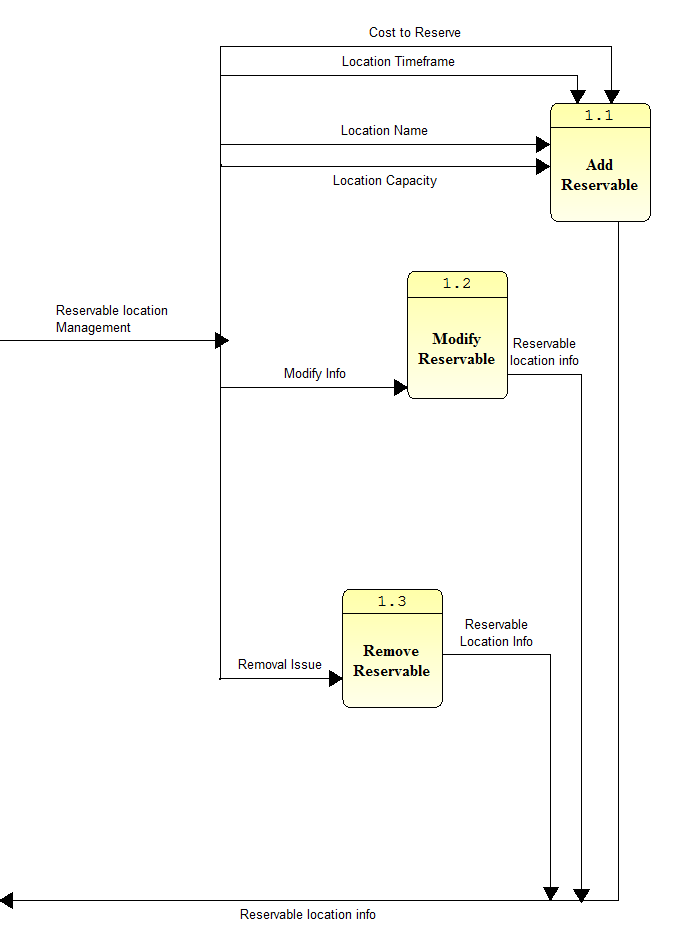 Cost to Reserve
Location Timeframe
1.1
Location Name
Add
Reservable
Location Capacity
1.2
Reservable location
Management
Modify
Reservable
Reservable
location info
Modify Info
1.3
Reservable
Location Info
Remove
Reservable
Removal Issue
Reservable location info